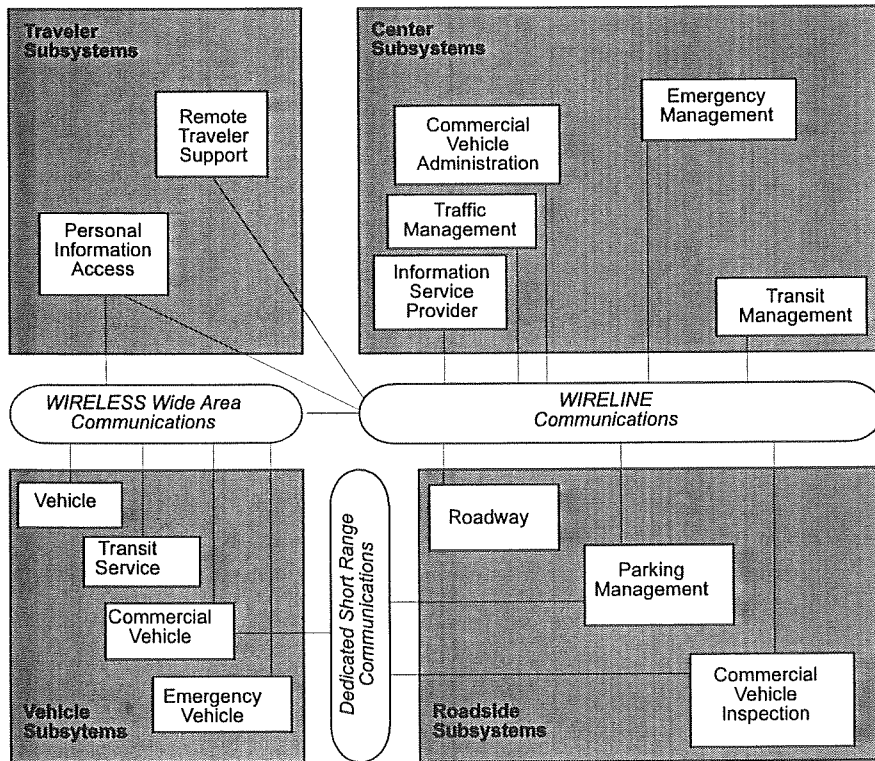 Traveler
Subsystems
Remote
Traveler
Support
Personal
Information
Access
Center
Subsystems
Commercial
Vehicle
Administration
Emergency
Management
Traffic
Management
Information
Service
Provider
Transit
Management
WIRELESS Wide Area
Communications
WIRELINE
Communications
Vehicle
Transit
Service
Commercial
Vehicle
Emergency
Vehicle
Vehicle
Subsytems
Dedicated Short Range
Communications
Roadway
Parking
Management
Commercial
Vehicle
Inspection
Roadside
Subsystems